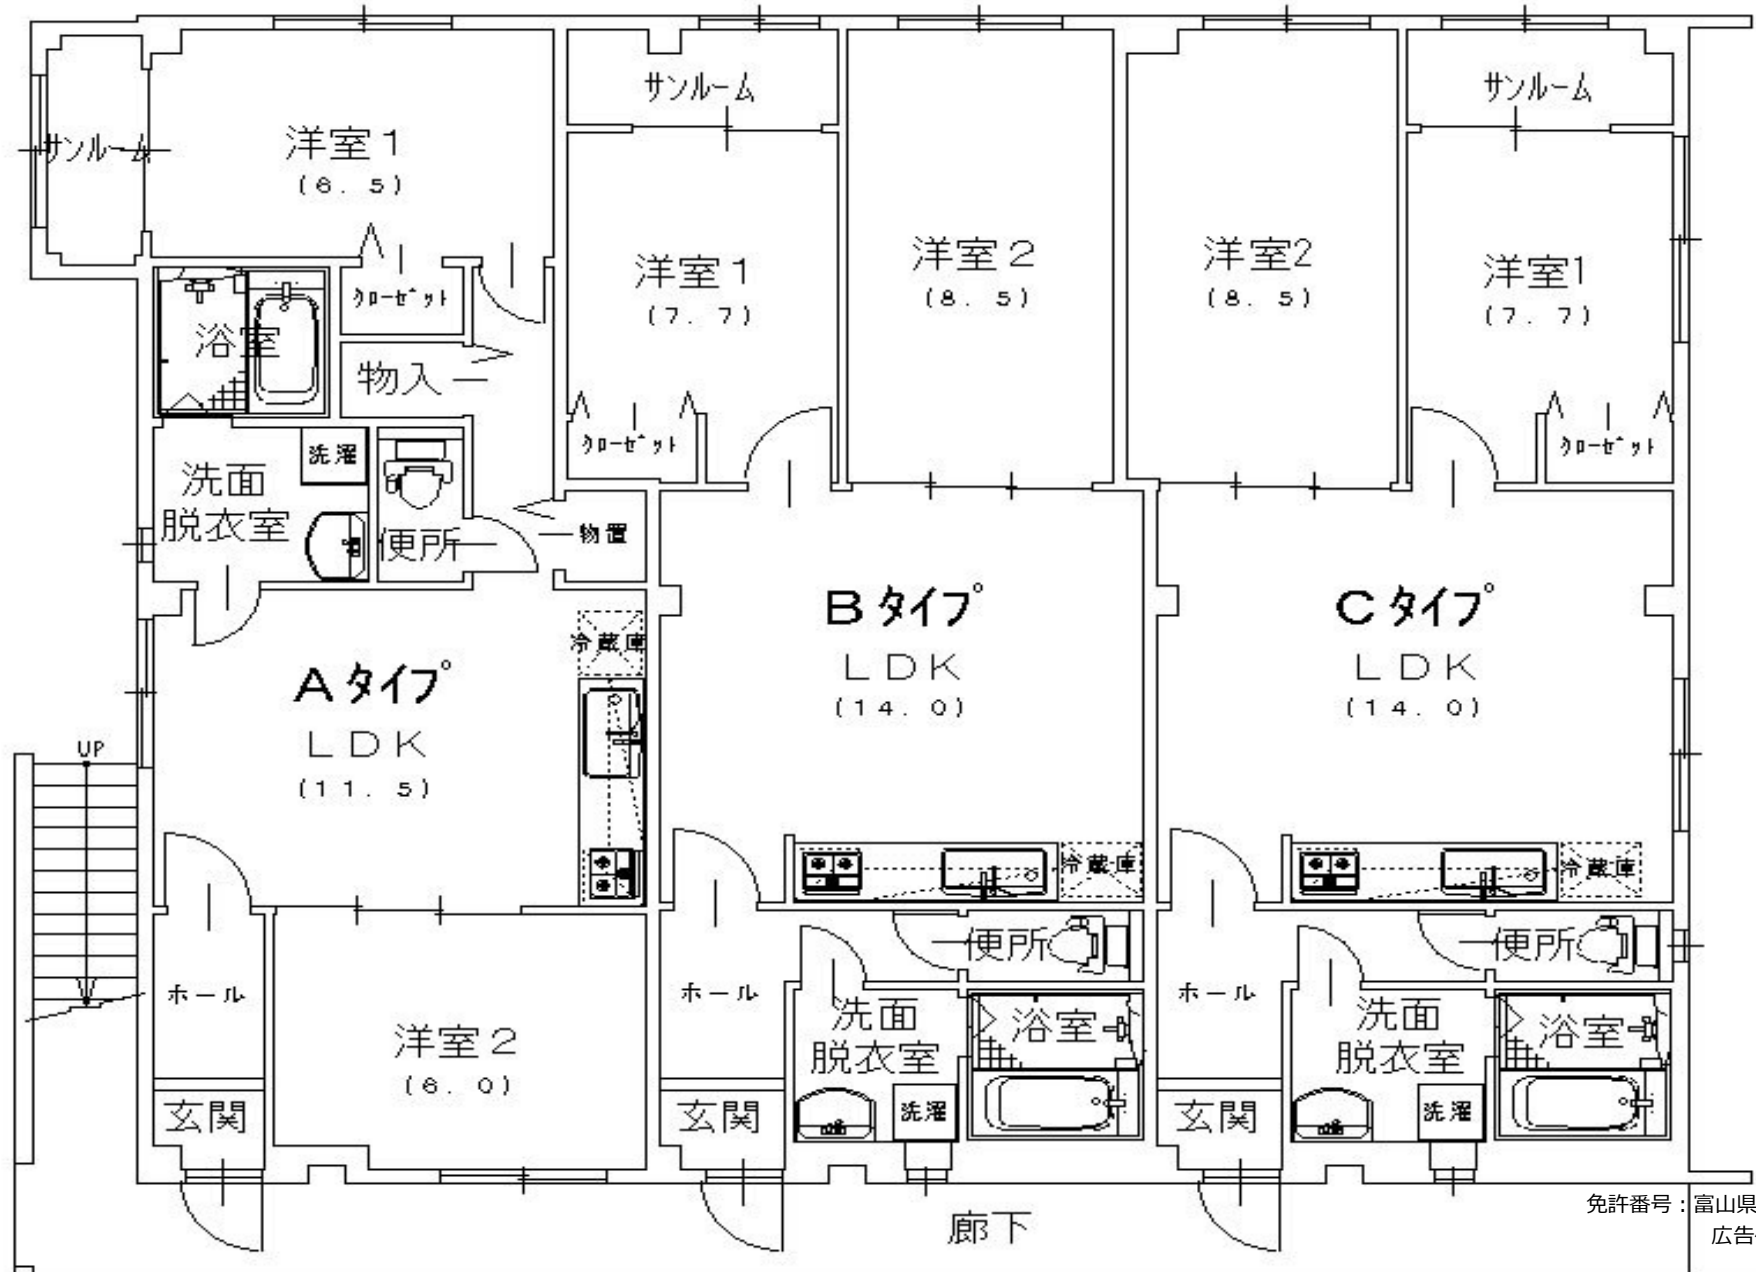 サンルーム
洋室1
(6.5)
クローゼット
浴室
物入
洗濯
洗面
脱衣室
便所
物置
Aタイプ
LDK
(11.5)
冷蔵庫
UP
ホール
洋室2
(6.0)
玄関
サンルーム
洋室1
(7.7)
クローゼット
洋室2
(8.5)
Bタイプ
LDK
(14.0)
冷蔵庫
便所
ホール
洗面
脱衣室
浴室
洗濯
玄関
洋室2
(8.5)
サンルーム
洋室1
(7.7)
クローゼット
Cタイプ
LDK
(14.0)
冷蔵庫
便所
ホール
洗面
脱衣室
浴室
洗濯
玄関
廊下
免許番号：富山県
広告